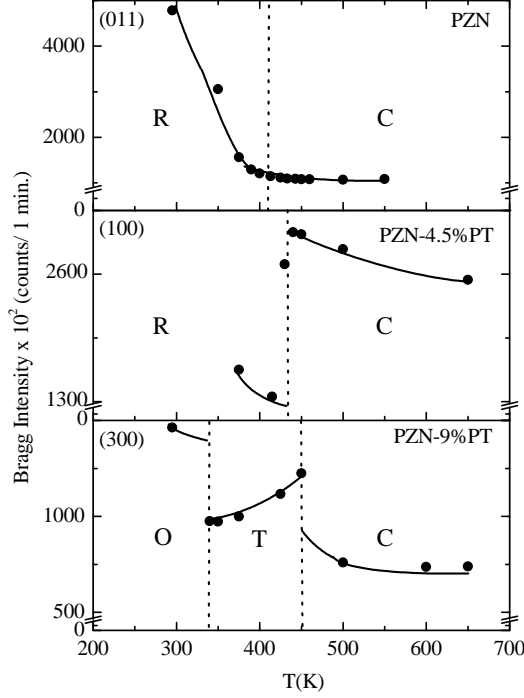 (011) PZN
4000
R C
2000
0
(100) PZN-4.5%PT
2600
R C
1300
0
(300) PZN-9%PT
1000
O T C
500
0
200 300 400 500 600 700
T(K)
Bragg Intensity x 10² (counts/ 1 min.)